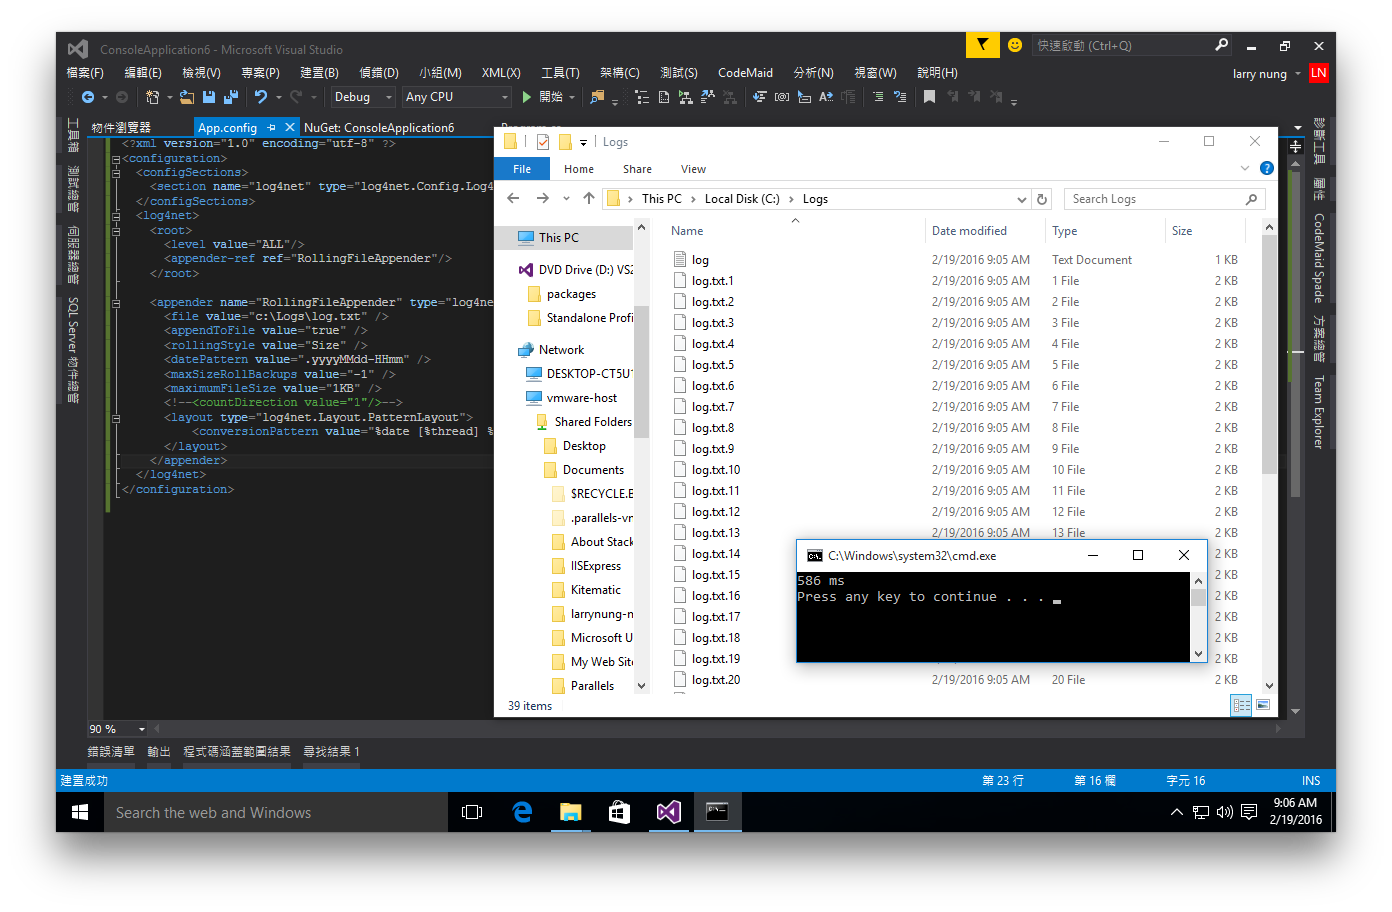 ConsoleApplication6 - Microsoft Visual Studio
快速啟動 (Ctrl+Q)
檔案(F) 編輯(E) 檢視(V) 專案(P) 建置(B) 偵錯(D) 小組(M) XML(X) 工具(T) 架構(C) 測試(S) CodeMaid 分析(N) 視窗(W) 說明(H)
larry nung LN
Debug Any CPU 開始
物件瀏覽器 App.config NuGet: ConsoleApplication6
工具箱
測試總管
伺服器總管
SQL Server 物件總管
<?xml version="1.0" encoding="utf-8" ?>
<configuration>
<configSections>
<section name="log4net" type="log4net.Config.Log4
</configSections>
<log4net>
<root>
<level value="ALL"/>
<appender-ref ref="RollingFileAppender"/>
</root>
<appender name="RollingFileAppender" type="log4ne
<file value="c:\Logs\log.txt" />
<appendToFile value="true" />
<rollingStyle value="Size" />
<datePattern value=".yyyyMMdd-HHmm" />
<maxSizeRollBackups value="-1" />
<maximumFileSize value="1KB" />
<!--<countDirection value="1"/>-->
<layout type="log4net.Layout.PatternLayout">
<conversionPattern value="%date [%thread] %
</layout>
</appender>
</log4net>
</configuration>
Logs
File Home Share View
This PC Local Disk (C:) Logs
Search Logs
This PC
DVD Drive (D:) VS2
packages
Standalone Profi
Network
DESKTOP-CT5U1
vmware-host
Shared Folders
Desktop
Documents
$RECYCLE.B
.parallels-vm
About Stack
IISExpress
Kitematic
larrynung-n
Microsoft U
My Web Site
Parallels
Name Date modified Type Size
log 2/19/2016 9:05 AM Text Document 1 KB
log.txt.1 2/19/2016 9:05 AM 1 File 2 KB
log.txt.2 2/19/2016 9:05 AM 2 File 2 KB
log.txt.3 2/19/2016 9:05 AM 3 File 2 KB
log.txt.4 2/19/2016 9:05 AM 4 File 2 KB
log.txt.5 2/19/2016 9:05 AM 5 File 2 KB
log.txt.6 2/19/2016 9:05 AM 6 File 2 KB
log.txt.7 2/19/2016 9:05 AM 7 File 2 KB
log.txt.8 2/19/2016 9:05 AM 8 File 2 KB
log.txt.9 2/19/2016 9:05 AM 9 File 2 KB
log.txt.10 2/19/2016 9:05 AM 10 File 2 KB
log.txt.11 2/19/2016 9:05 AM 11 File 2 KB
log.txt.12 2/19/2016 9:05 AM 12 File 2 KB
log.txt.13 2/19/2016 9:05 AM 13 File 2 KB
log.txt.14 2 KB
log.txt.15 2 KB
log.txt.16 2 KB
log.txt.17 2 KB
log.txt.18 2 KB
log.txt.19 2 KB
log.txt.20 2/19/2016 9:05 AM 20 File 2 KB
39 items
C:\Windows\system32\cmd.exe
586 ms
Press any key to continue . . .
診斷工具
屬性
CodeMaid Spade
方案總管
Team Explorer
90 %
錯誤清單 輸出 程式碼涵蓋範圍結果 尋找結果 1
建置成功 第 23 行 第 16 欄 字元 16 INS
Search the web and Windows
9:06 AM
2/19/2016